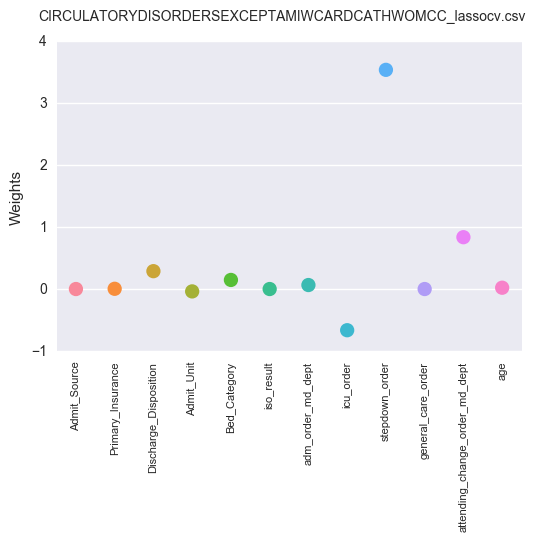 CIRCULATORYDISORDERSEXCEPTAMIWCARDCATHWOMCC_lassocv.csv
4
3
2
1
0
−1
Weights
Admit_Source
Primary_Insurance
Discharge_Disposition
Admit_Unit
Bed_Category
iso_result
adm_order_md_dept
icu_order
stepdown_order
general_care_order
attending_change_order_md_dept
age